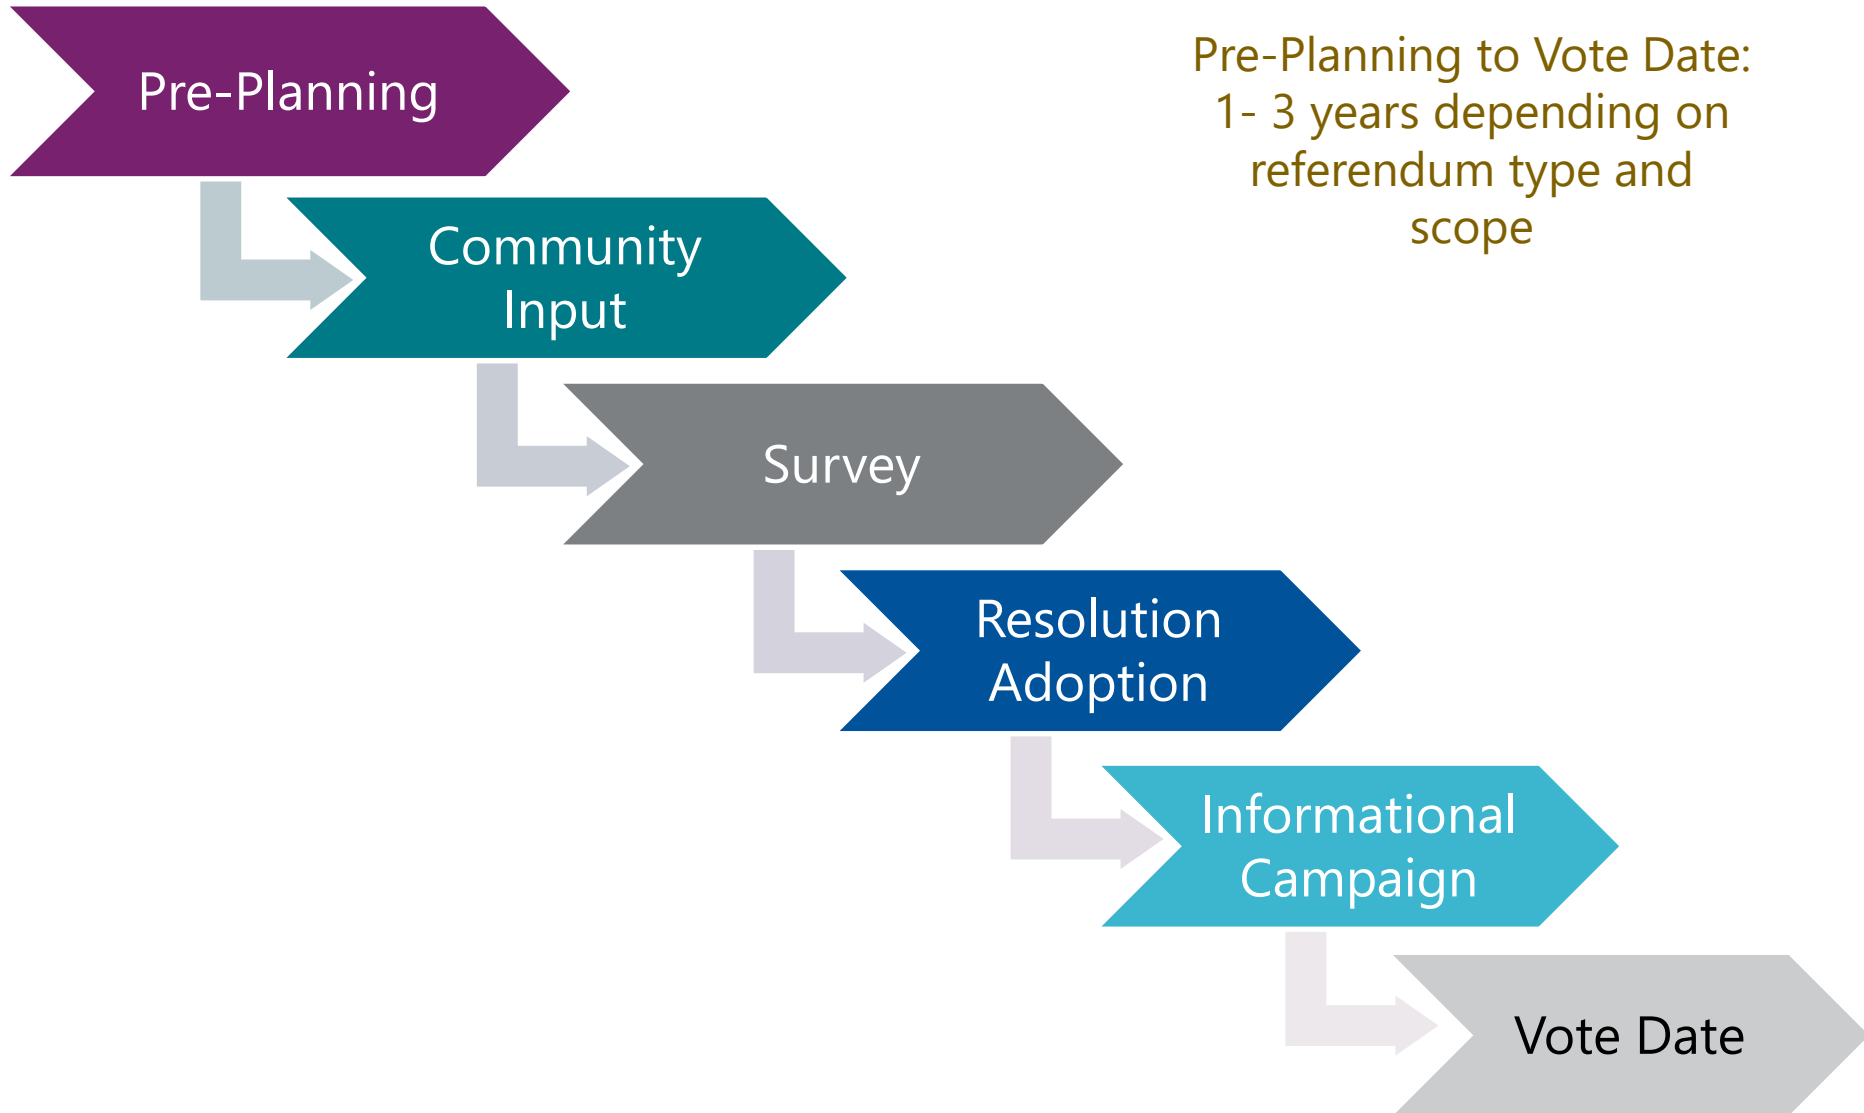 Pre-Planning
Pre-Planning to Vote Date:
1- 3 years depending on
referendum type and
scope
Community
Input
Survey
Resolution
Adoption
Informational
Campaign
Vote Date